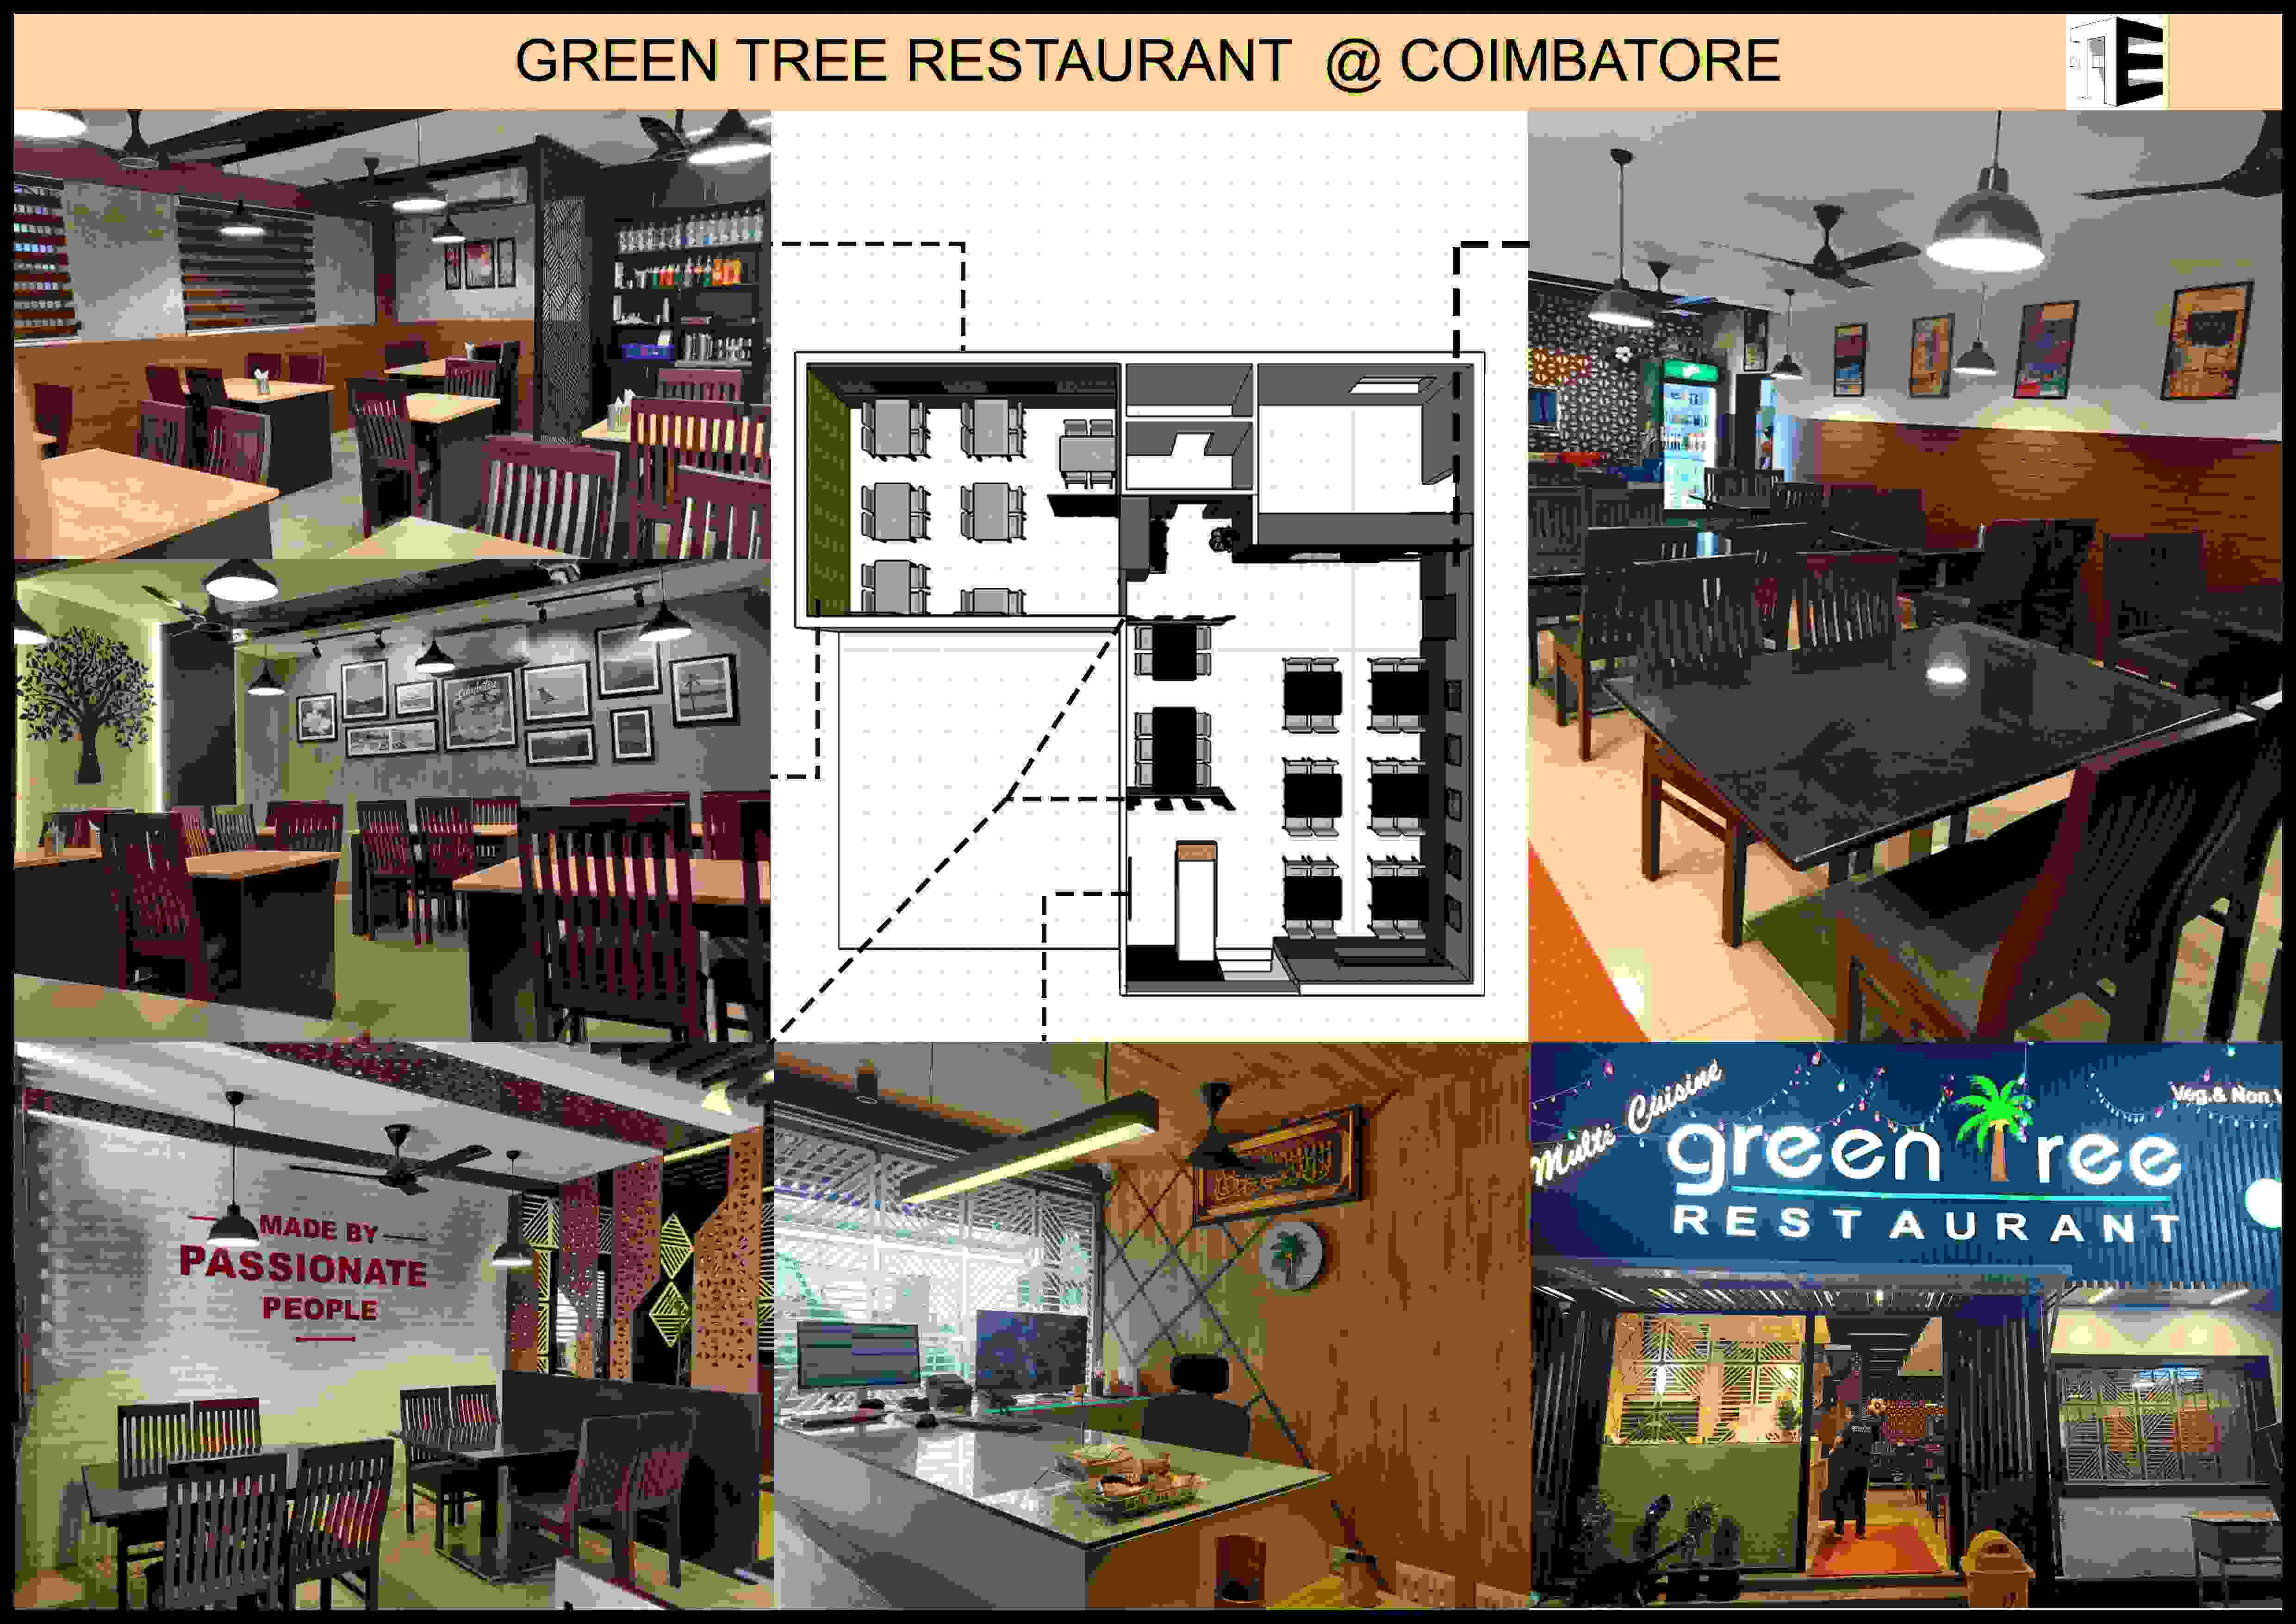 GREEN TREE RESTAURANT @ COIMBATORE
MADE BY
PASSIONATE
PEOPLE
Multi Cuisine
Veg & Non
green Tree
RESTAURANT